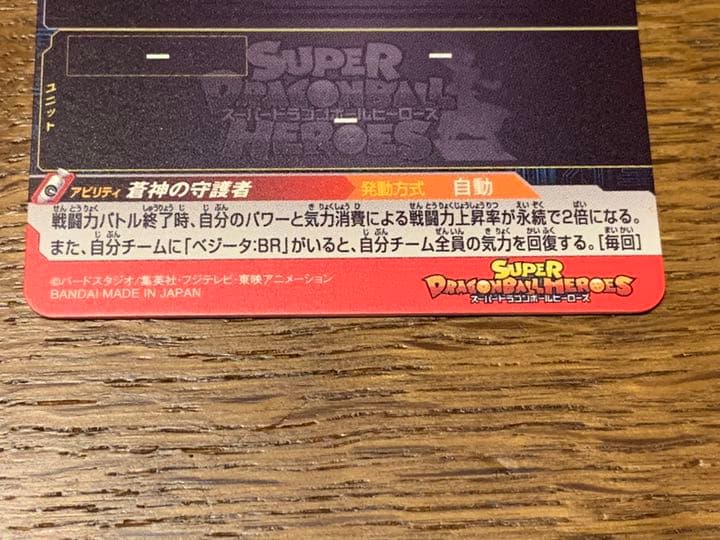 ユニット
—
—
—
SUPER
DRAGONBALL
スーパードラゴンボールヒーローズ
HEROES
アビリティ 蒼神の守護者 発動方式 自動
戦闘力バトル終了時、自分のパワーと気力消費による戦闘力上昇率が永続で2倍になる。
また、自分チームに「ベジータ:BR」がいると、自分チーム全員の気力を回復する。[毎回]
©バードスタジオ/集英社・フジテレビ・東映アニメーション
BANDAI MADE IN JAPAN
SUPER
DRAGONBALL HEROES
スーパードラゴンボールヒーローズ